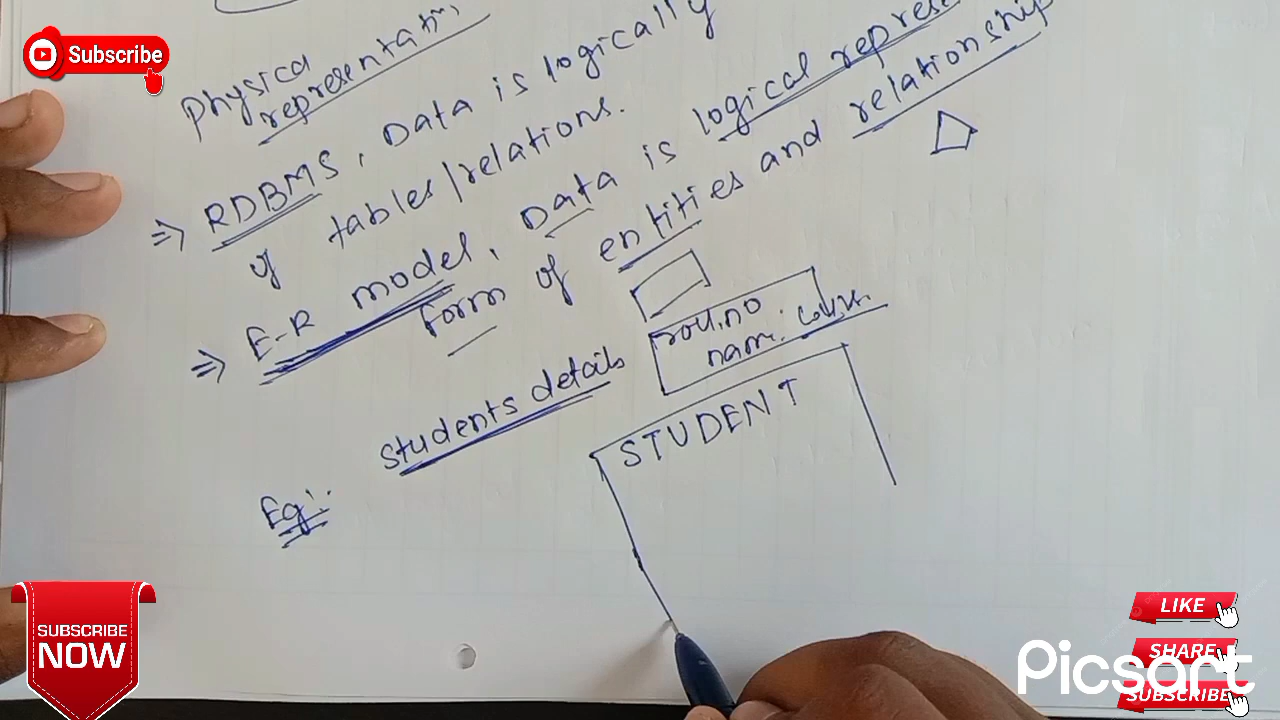 Subscribe
physical
representation
⇒ RDBMS, Data is logically
of tables/relations.
⇒ E-R model, Data is logical
form of entities and relationship
Eg:- students details
roll.no
name.
STUDENT
SUBSCRIBE
NOW
LIKE
SHARE
SUBSCRIBE
Picsart